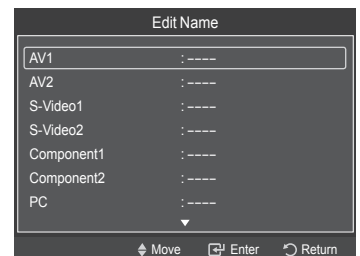 Edit Name
AV1 : ----
AV2 : ----
S-Video1 : ----
S-Video2 : ----
Component1 : ----
Component2 : ----
PC : ----
Move Enter Return